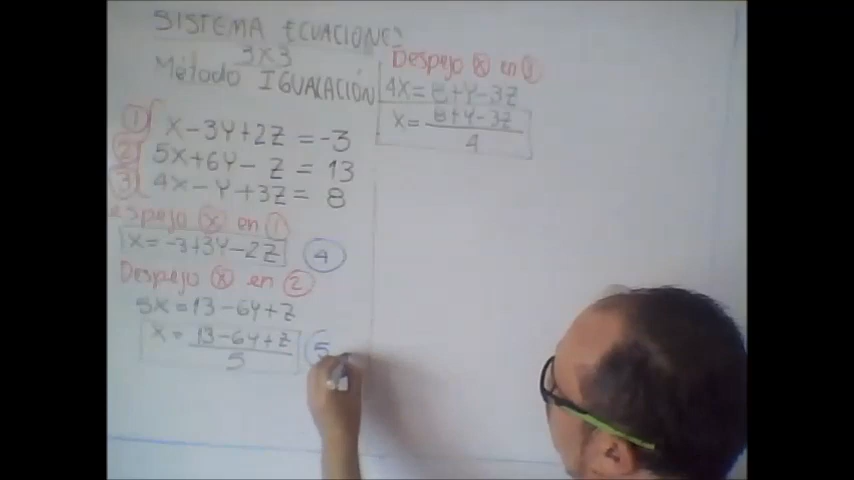 SISTEMA ECUACIONES
3X3
Método IGUALACIÓN
① X-3Y+2Z=-3
② 5X+6Y-Z=13
③ 4X-Y+3Z=8
Despejo ⓧ en ①
X=-3+3Y-2Z ④
Despejo ⓧ en ②
5X=13-6Y+Z
X=13-6Y+Z
5
5
Despejo ⓧ en ③
4X=8+Y-3Z
X=8+Y-3Z
4